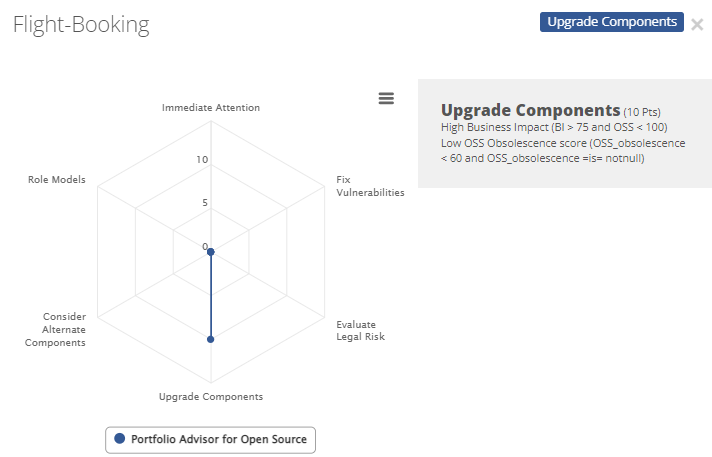 Flight-Booking
Upgrade Components
Immediate Attention
Upgrade Components (10 Pts)
High Business Impact (BI > 75 and OSS < 100)
Low OSS Obsolescence score (OSS_obsolescence
< 60 and OSS_obsolescence =is= notnull)
10
Role Models
Fix
Vulnerabilities
5
0
Consider
Alternate
Components
Evaluate
Legal Risk
Upgrade Components
Portfolio Advisor for Open Source